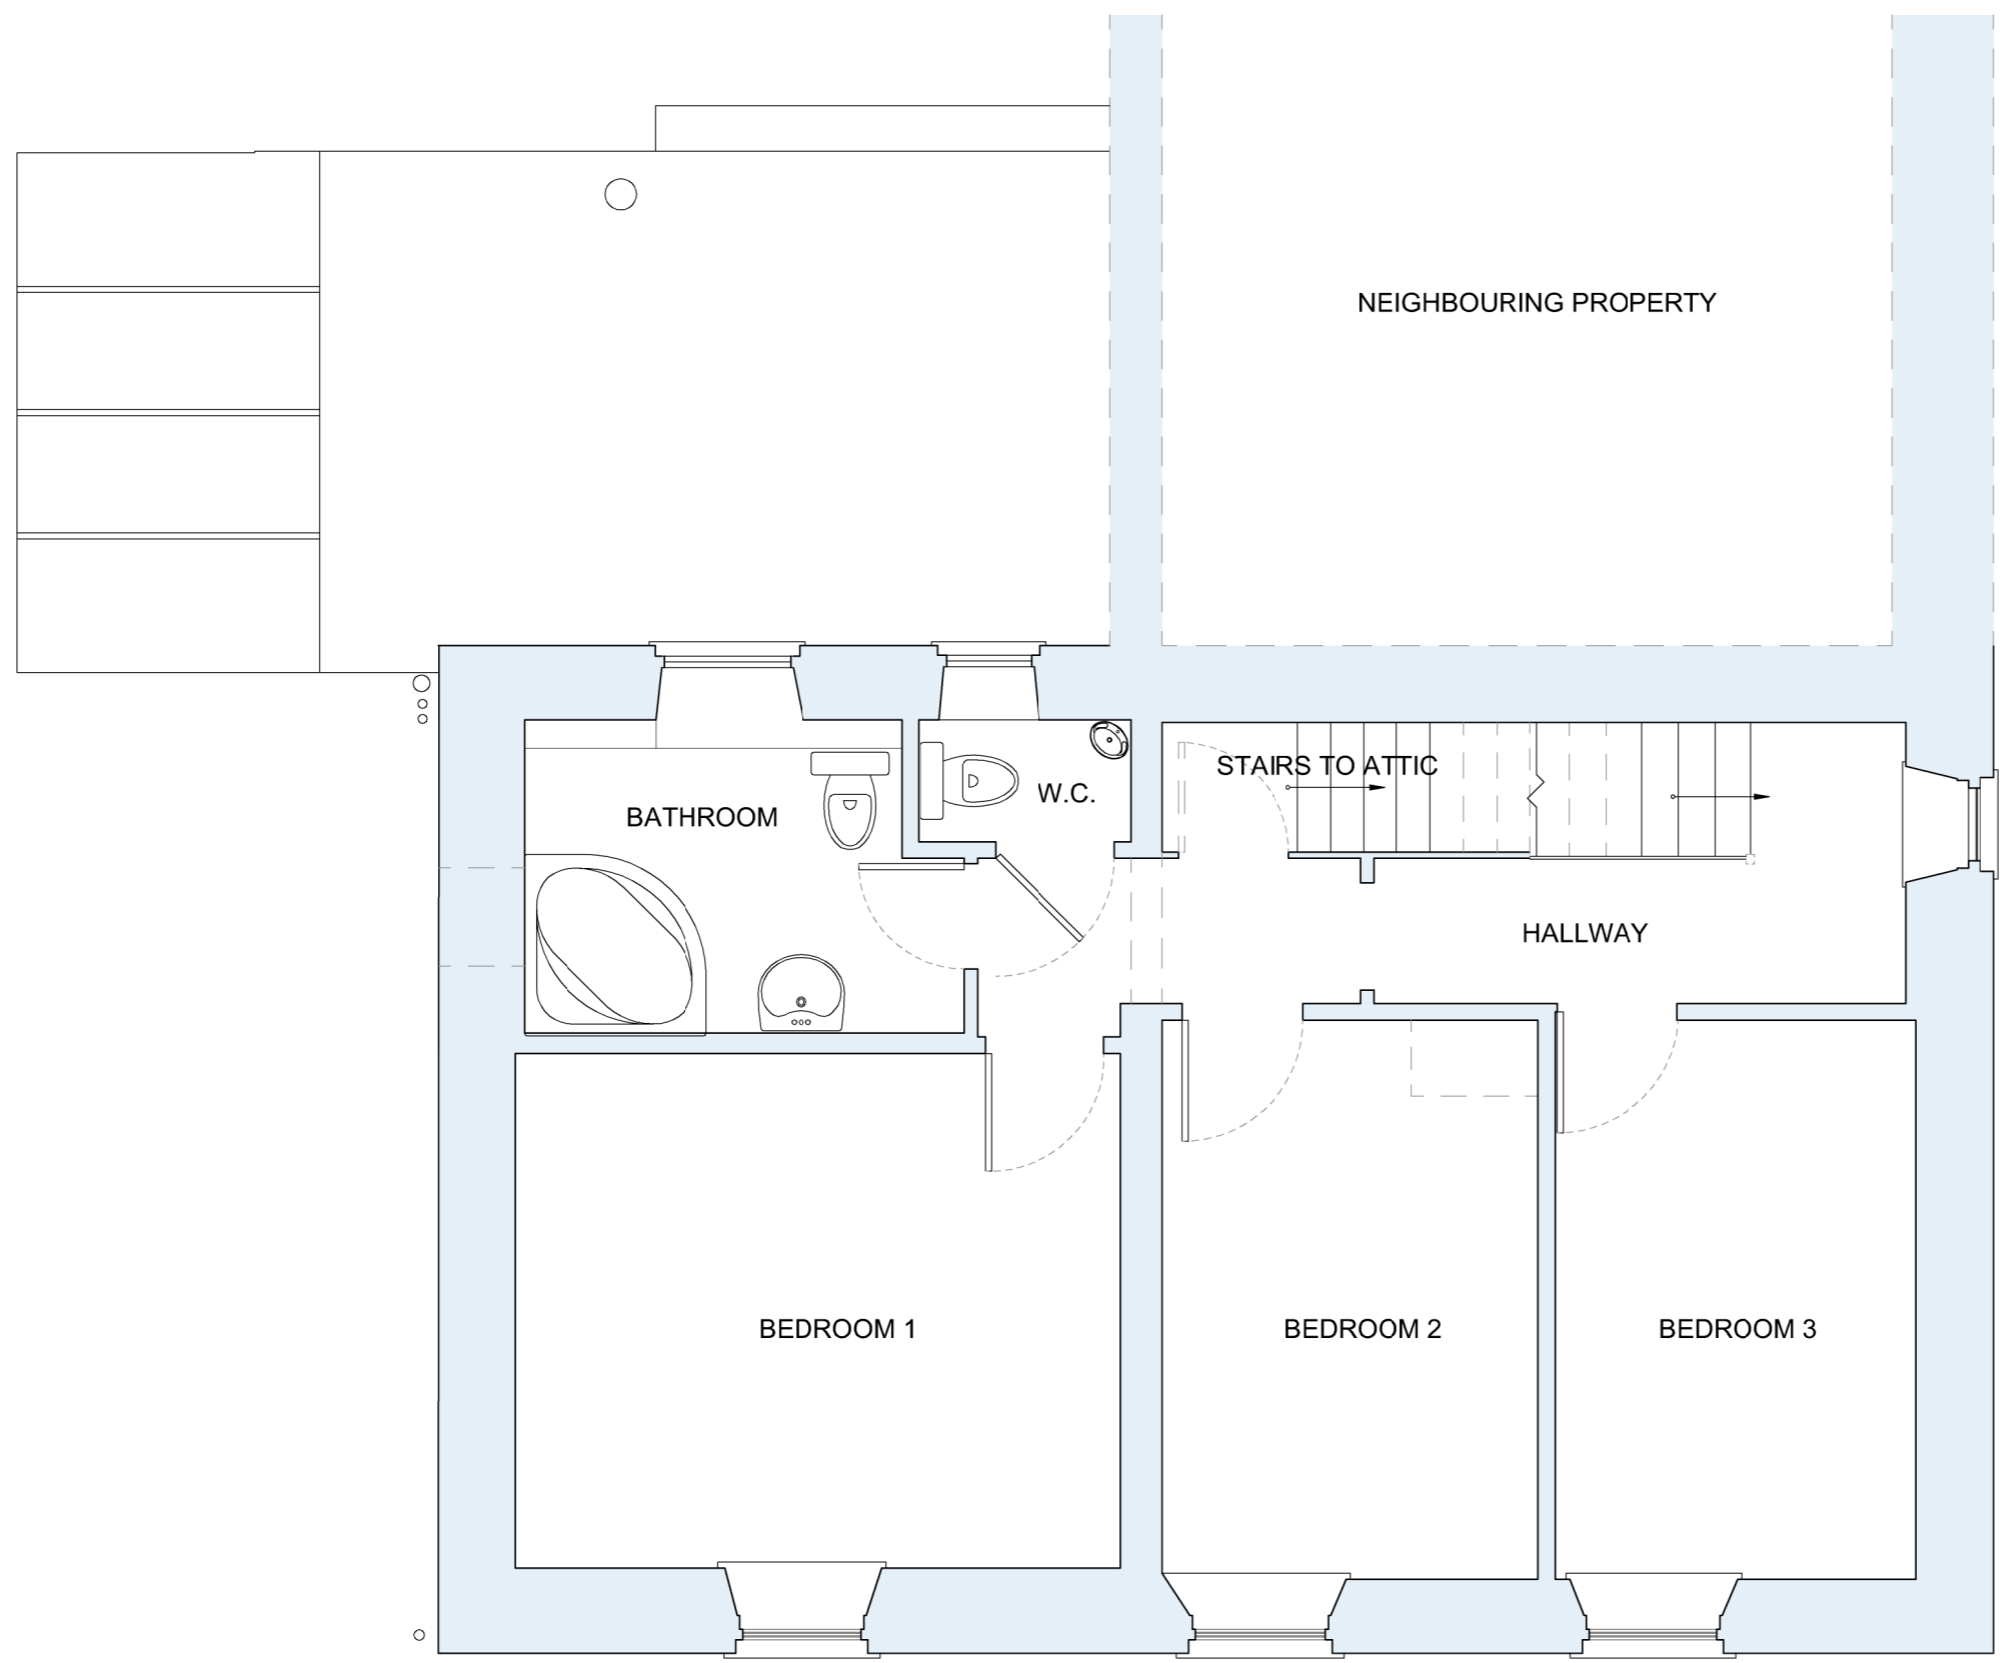 NEIGHBOURING PROPERTY
STAIRS TO ATTIC
W.C.
BATHROOM
HALLWAY
BEDROOM 1
BEDROOM 2
BEDROOM 3